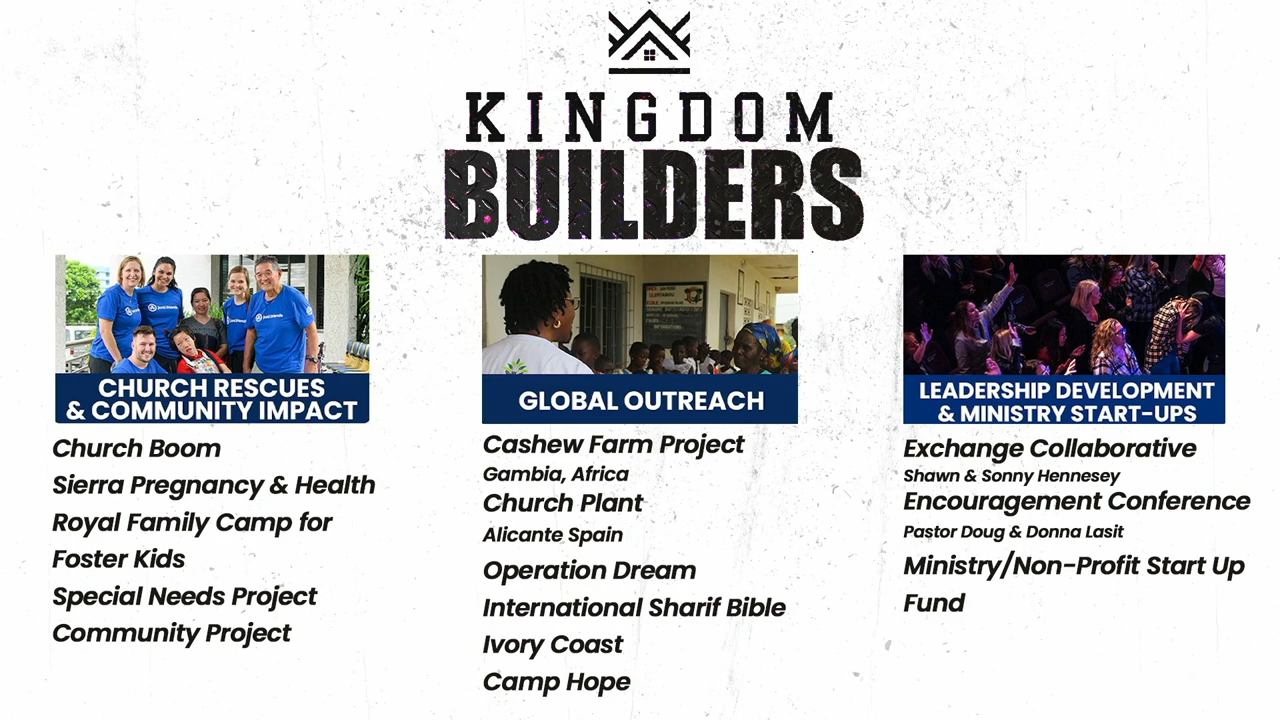 KINGDOM
BUILDERS
CHURCH RESCUES
& COMMUNITY IMPACT
Church Boom
Sierra Pregnancy & Health
Royal Family Camp for
Foster Kids
Special Needs Project
Community Project
GLOBAL OUTREACH
Cashew Farm Project
Gambia, Africa
Church Plant
Alicante Spain
Operation Dream
International Sharif Bible
Ivory Coast
Camp Hope
LEADERSHIP DEVELOPMENT
& MINISTRY START-UPS
Exchange Collaborative
Shawn & Sonny Hennesey
Encouragement Conference
Pastor Doug & Donna Lasit
Ministry/Non-Profit Start Up
Fund